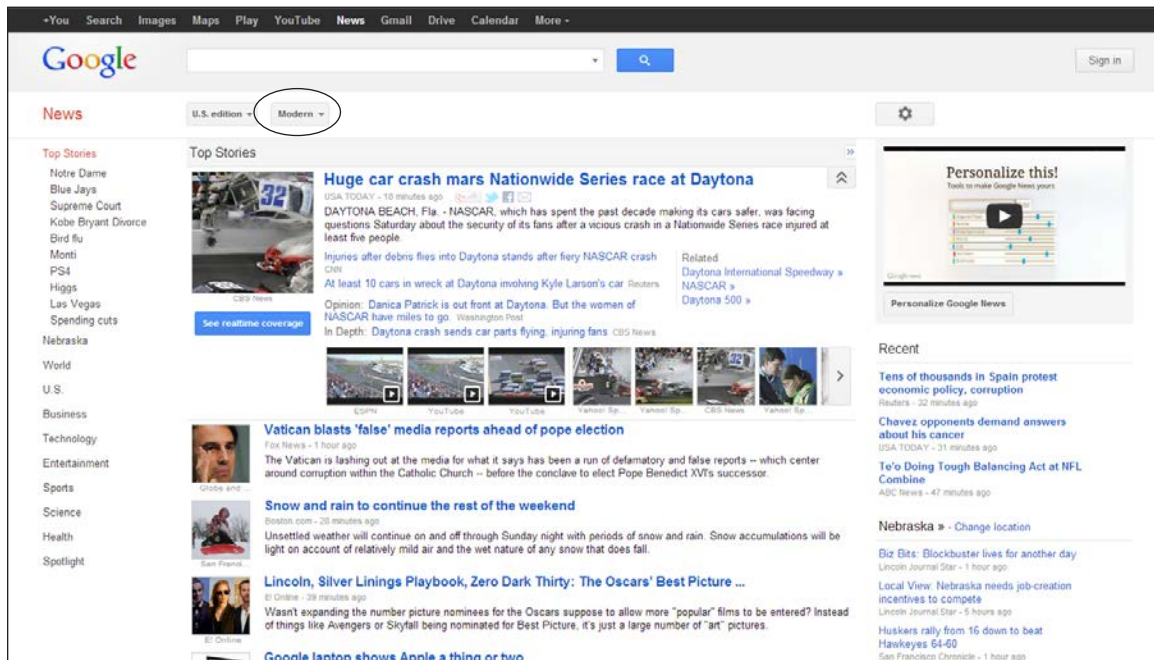 +You Search Images Maps Play YouTube News Gmail Drive Calendar More
Google
Sign in
News
U.S. edition
Modern
Top Stories
Notre Dame
Blue Jays
Supreme Court
Kobe Bryant Divorce
Bird flu
Monti
PS4
Higgs
Las Vegas
Spending cuts
Nebraska
World
U.S.
Business
Technology
Entertainment
Sports
Science
Health
Spotlight
Top Stories »
32
CBS News
See realtime coverage
Huge car crash mars Nationwide Series race at Daytona
USA TODAY - 18 minutes ago
DAYTONA BEACH, Fla. - NASCAR, which has spent the past decade making its cars safer, was facing
questions Saturday about the security of its fans after a vicious crash in a Nationwide Series race injured at
least five people.
Injuries after debris flies into Daytona stands after fiery NASCAR crash
CNN
At least 10 cars in wreck at Daytona involving Kyle Larson's car Reuters
Opinion: Danica Patrick is out front at Daytona. But the women of
NASCAR have miles to go. Washington Post
In Depth: Daytona crash sends car parts flying, injuring fans CBS News
Related
Daytona International Speedway »
NASCAR »
Daytona 500 »
ESPN YouTube YouTube Yahoo! Sp... Yahoo! Sp... CBS News Yahoo! Sp...
Vatican blasts 'false' media reports ahead of pope election
Fox News - 1 hour ago
The Vatican is lashing out at the media for what it says has been a run of defamatory and false reports -- which center
around corruption within the Catholic Church -- before the conclave to elect Pope Benedict XVI's successor.
Globe and ...
Snow and rain to continue the rest of the weekend
Boston.com - 28 minutes ago
Unsettled weather will continue on and off through Sunday night with periods of snow and rain. Snow accumulations will be
light on account of relatively mild air and the wet nature of any snow that does fall.
San Franci...
Lincoln, Silver Linings Playbook, Zero Dark Thirty: The Oscars' Best Picture ...
E! Online - 39 minutes ago
Wasn't expanding the number picture nominees for the Oscars suppose to allow more "popular" films to be entered? Instead
of things like Avengers or Skyfall being nominated for Best Picture, it's just a large number of "art" pictures.
E! Online
Google laptop shows Apple a thing or two
Personalize this!
Tools to make Google News yours
Google news
Personalize Google News
Recent
Tens of thousands in Spain protest
economic policy, corruption
Reuters - 32 minutes ago
Chavez opponents demand answers
about his cancer
USA TODAY - 31 minutes ago
Te'o Doing Tough Balancing Act at NFL
Combine
ABC News - 47 minutes ago
Nebraska » - Change location
Biz Bits: Blockbuster lives for another day
Lincoln Journal Star - 1 hour ago
Local View: Nebraska needs job-creation
incentives to compete
Lincoln Journal Star - 5 hours ago
Huskers rally from 16 down to beat
Hawkeyes 64-60
San Francisco Chronicle - 1 hour ago